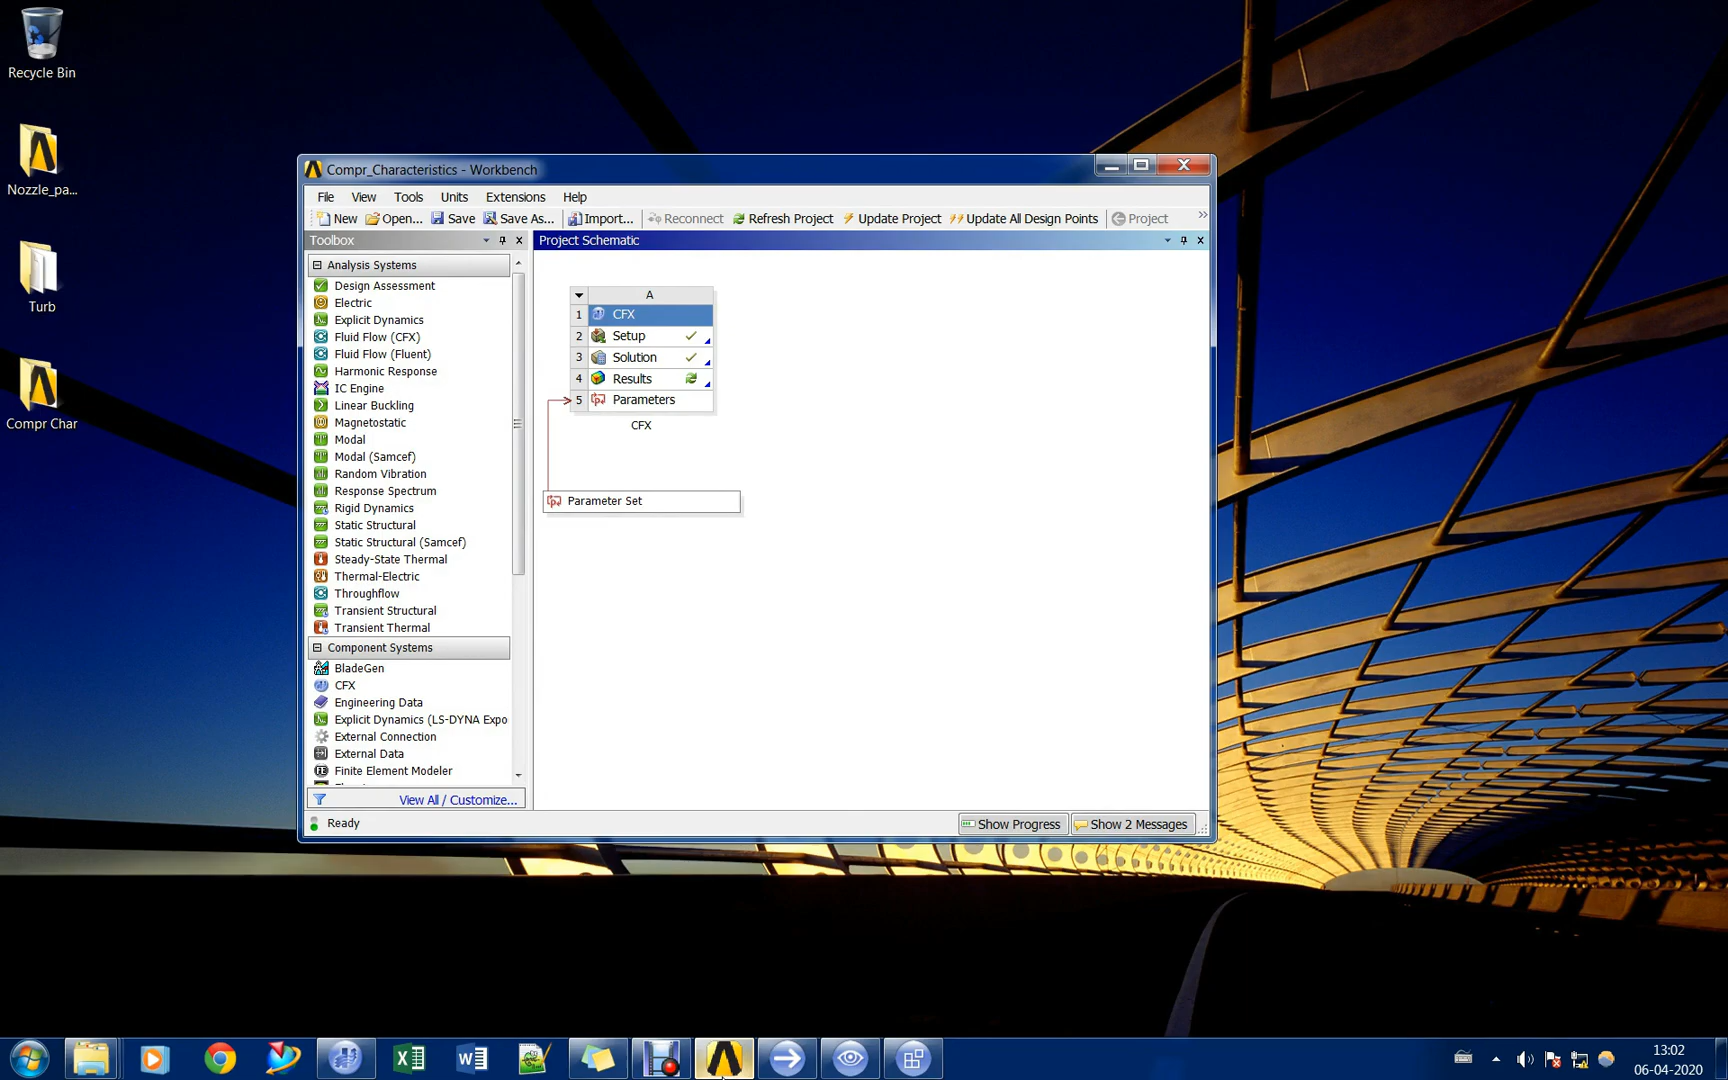 Recycle Bin
Nozzle_pa...
Turb
Compr Char
Compr_Characteristics - Workbench
File View Tools Units Extensions Help
New Open... Save Save As... Import... Reconnect Refresh Project Update Project Update All Design Points Project
Toolbox
Analysis Systems
Design Assessment
Electric
Explicit Dynamics
Fluid Flow (CFX)
Fluid Flow (Fluent)
Harmonic Response
IC Engine
Linear Buckling
Magnetostatic
Modal
Modal (Samcef)
Random Vibration
Response Spectrum
Rigid Dynamics
Static Structural
Static Structural (Samcef)
Steady-State Thermal
Thermal-Electric
Throughflow
Transient Structural
Transient Thermal
Component Systems
BladeGen
CFX
Engineering Data
Explicit Dynamics (LS-DYNA Expo
External Connection
External Data
Finite Element Modeler
View All / Customize...
Project Schematic
A
1 CFX
2 Setup
3 Solution
4 Results
5 Parameters
CFX
Parameter Set
Ready
Show Progress Show 2 Messages
13:02
06-04-2020